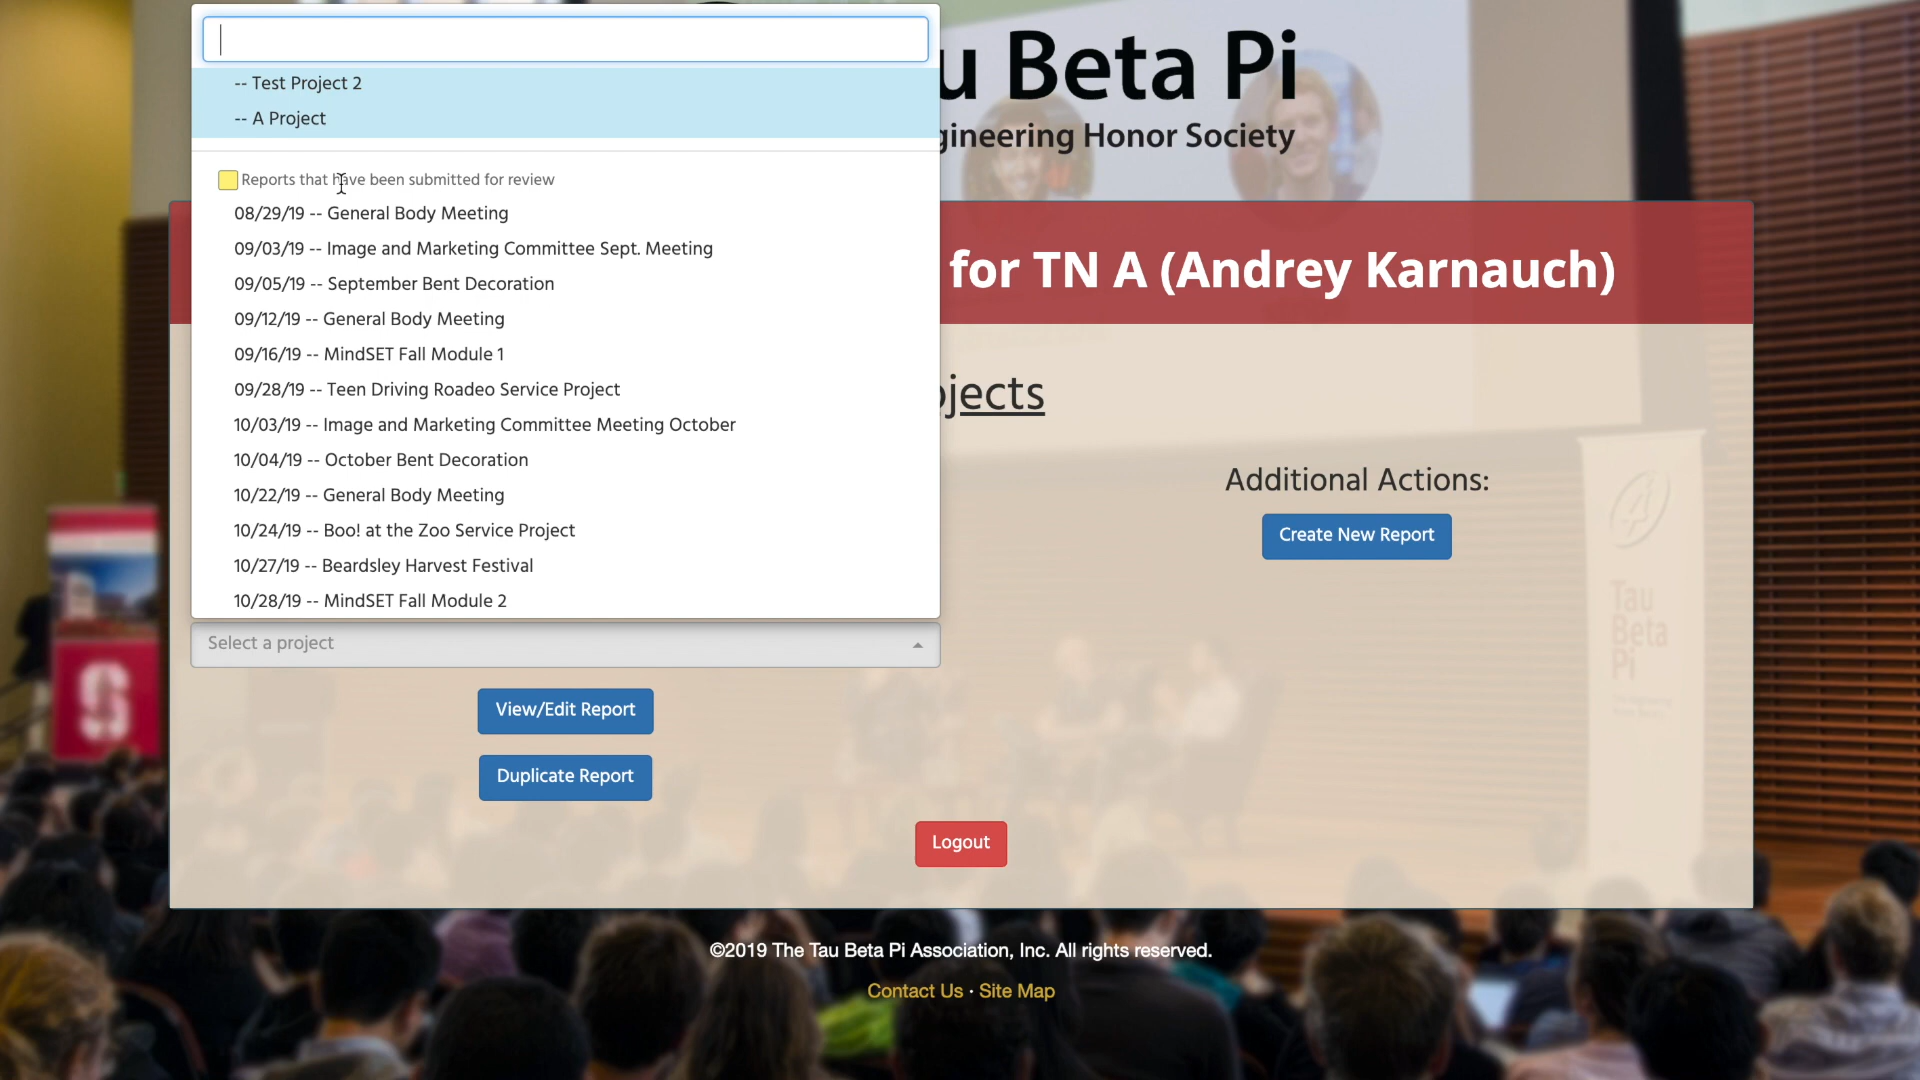 u Beta Pi
gineering Honor Society
-- Test Project 2
-- A Project
Reports that have been submitted for review
08/29/19 -- General Body Meeting
09/03/19 -- Image and Marketing Committee Sept. Meeting
09/05/19 -- September Bent Decoration
09/12/19 -- General Body Meeting
09/16/19 -- MindSET Fall Module 1
09/28/19 -- Teen Driving Roadeo Service Project
10/03/19 -- Image and Marketing Committee Meeting October
10/04/19 -- October Bent Decoration
10/22/19 -- General Body Meeting
10/24/19 -- Boo! at the Zoo Service Project
10/27/19 -- Beardsley Harvest Festival
10/28/19 -- MindSET Fall Module 2
Select a project
for TN A (Andrey Karnauch)
ojects
View/Edit Report
Duplicate Report
Additional Actions:
Create New Report
Tau
Beta
Pi
S
Logout
©2019 The Tau Beta Pi Association, Inc. All rights reserved.
Contact Us · Site Map